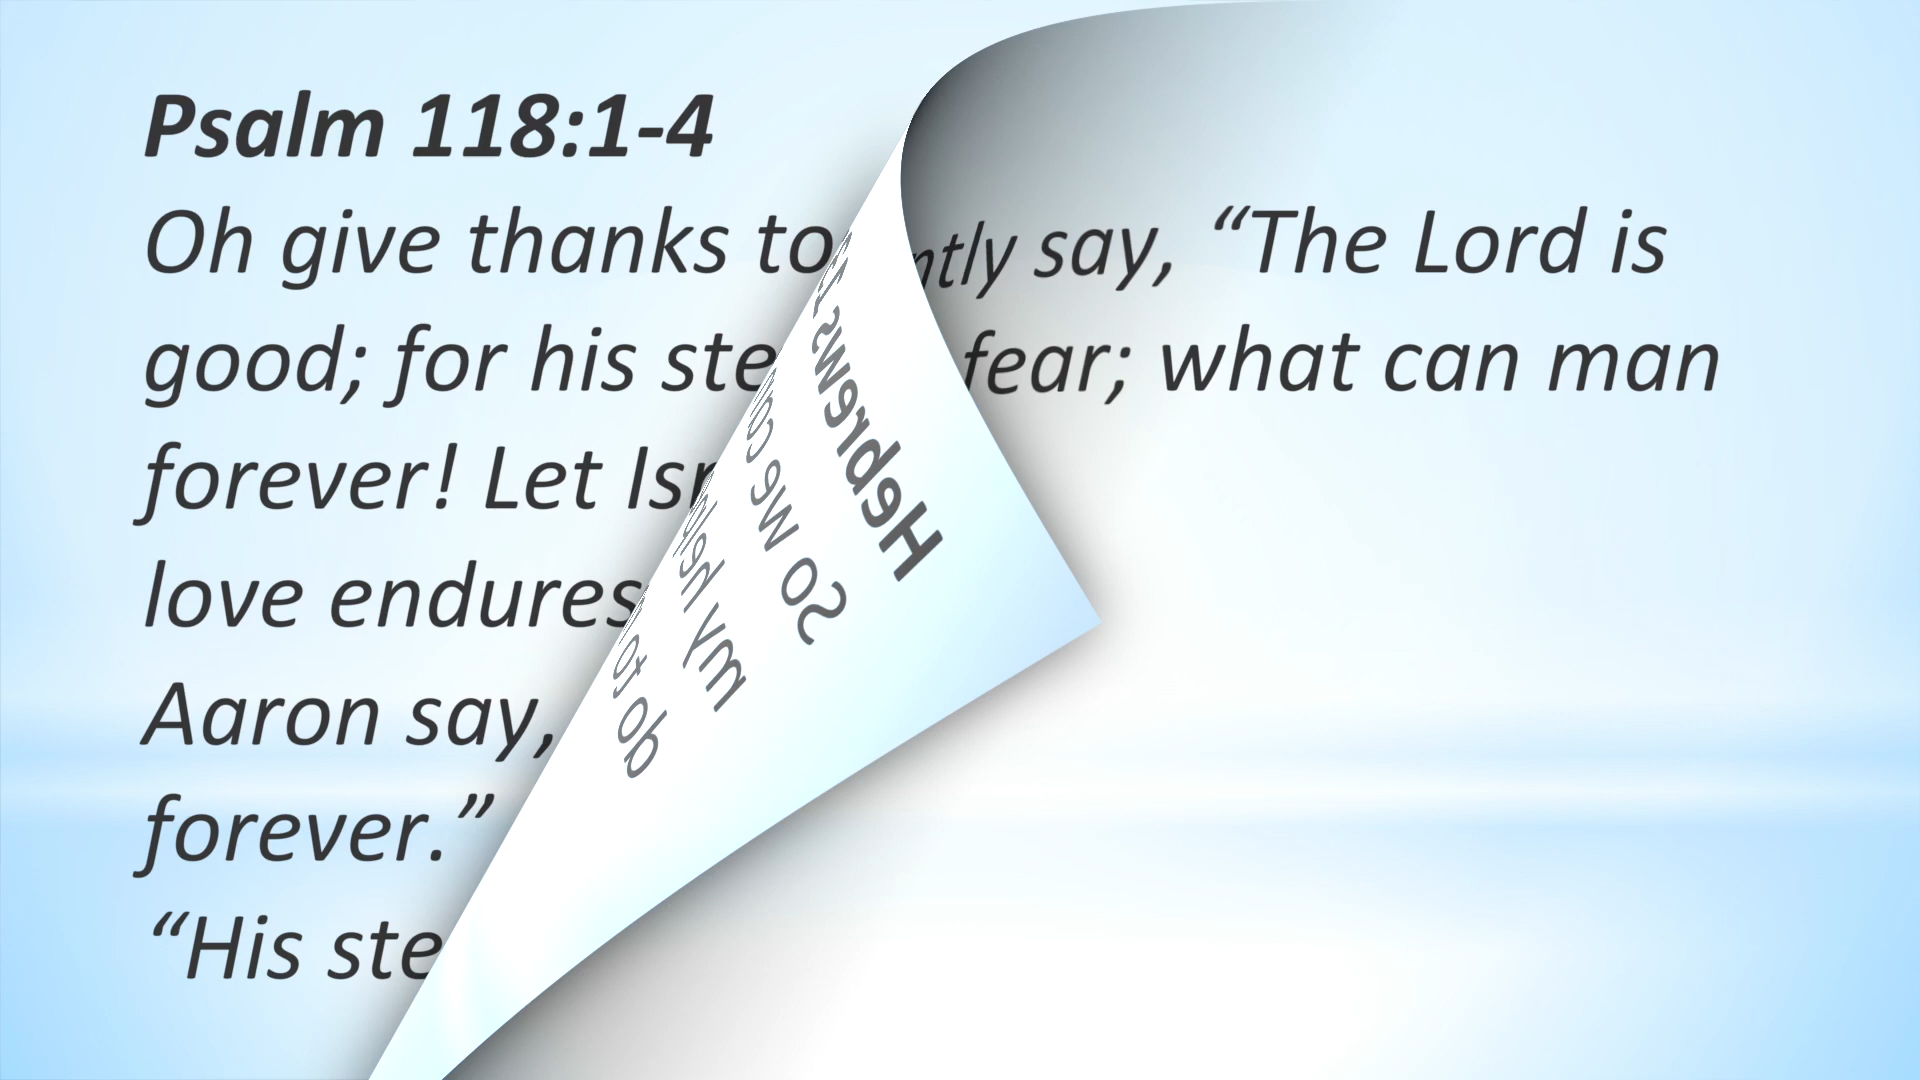 Psalm 118:1-4
Oh give thanks to
good; for his ste
forever! Let Isr
love endures
Aaron say,
forever.”
“His ste
ntly say, “The Lord is
fear; what can man
Hebrews
So we con
my hel
do to